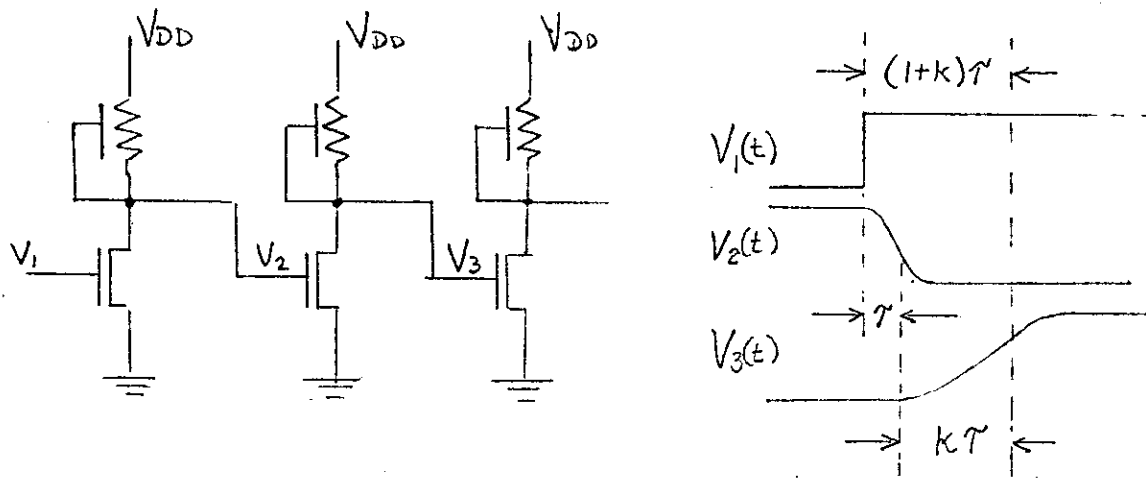 VDD
VDD
VDD
V1
V2
V3
(1+k)τ
V1(t)
V2(t)
τ
V3(t)
kτ